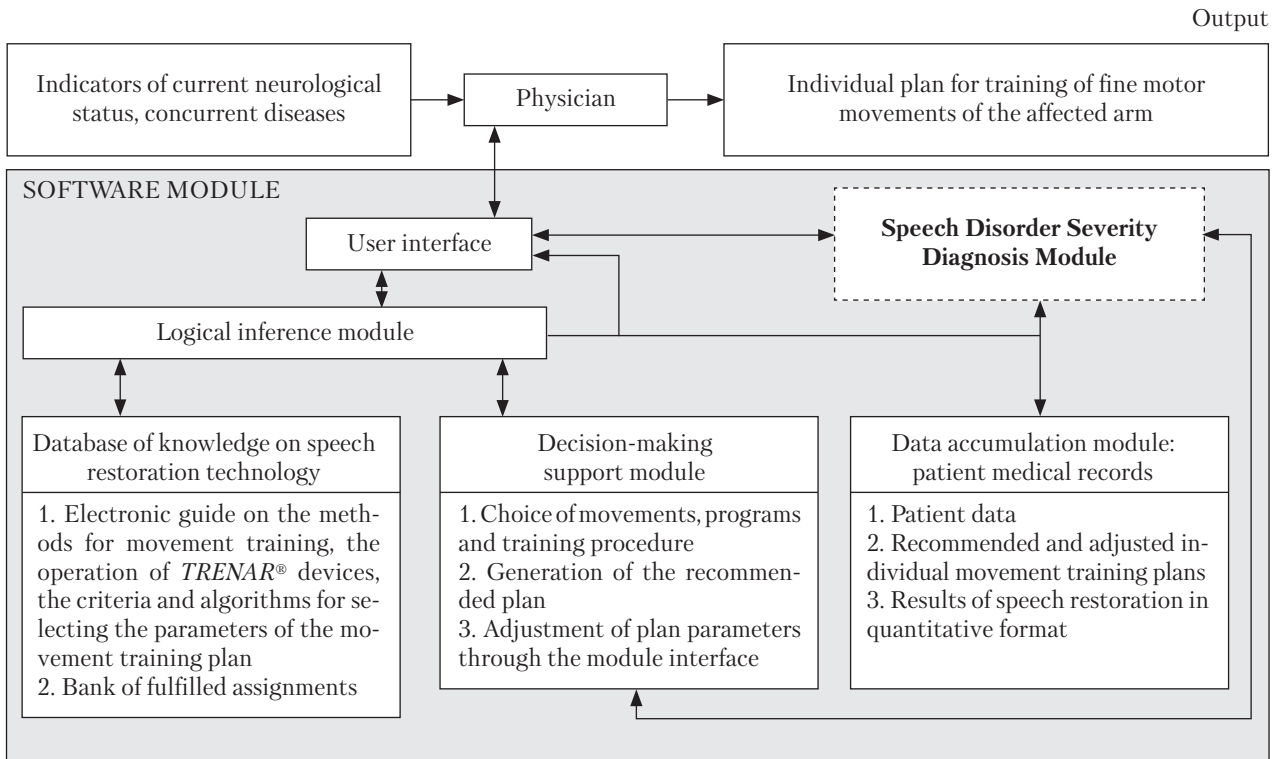 Output
Indicators of current neurological
status, concurrent diseases
Physician
Individual plan for training of fine motor
movements of the affected arm
SOFTWARE MODULE
User interface
Speech Disorder Severity
Diagnosis Module
Logical inference module
Database of knowledge on speech
restoration technology
1. Electronic guide on the meth-
ods for movement training, the
operation of TRENAR® devices,
the criteria and algorithms for se-
lecting the parameters of the mo-
vement training plan
2. Bank of fulfilled assignments
Decision-making
support module
1. Choice of movements, programs
and training procedure
2. Generation of the recommen-
ded plan
3. Adjustment of plan parameters
through the module interface
Data accumulation module:
patient medical records
1. Patient data
2. Recommended and adjusted in-
dividual movement training plans
3. Results of speech restoration in
quantitative format